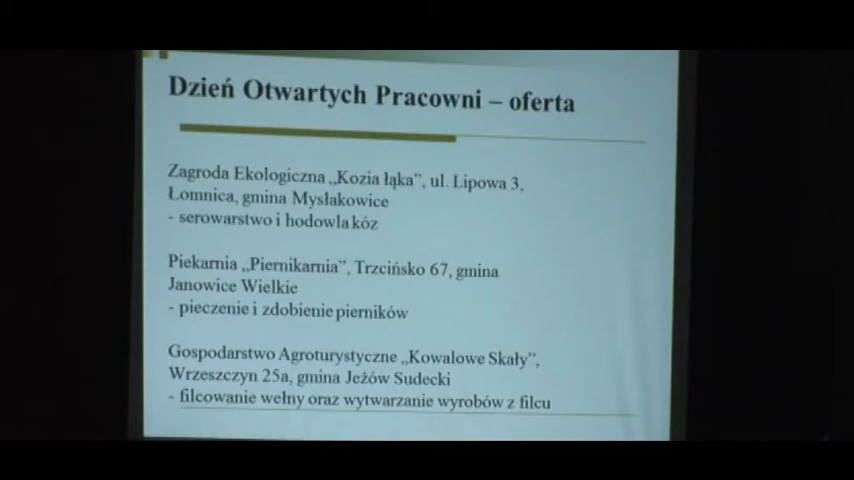 Dzień Otwartych Pracowni – oferta
Zagroda Ekologiczna „Kozia łąka”, ul. Lipowa 3,
Łomnica, gmina Mysłakowice
- serowarstwo i hodowla kóz
Piekarnia „Piernikarnia”, Trzcińsko 67, gmina
Janowice Wielkie
- pieczenie i zdobienie pierników
Gospodarstwo Agroturystyczne „Kowalowe Skały”,
Wrzeszczyn 25a, gmina Jeżów Sudecki
- filcowanie wełny oraz wytwarzanie wyrobów z filcu